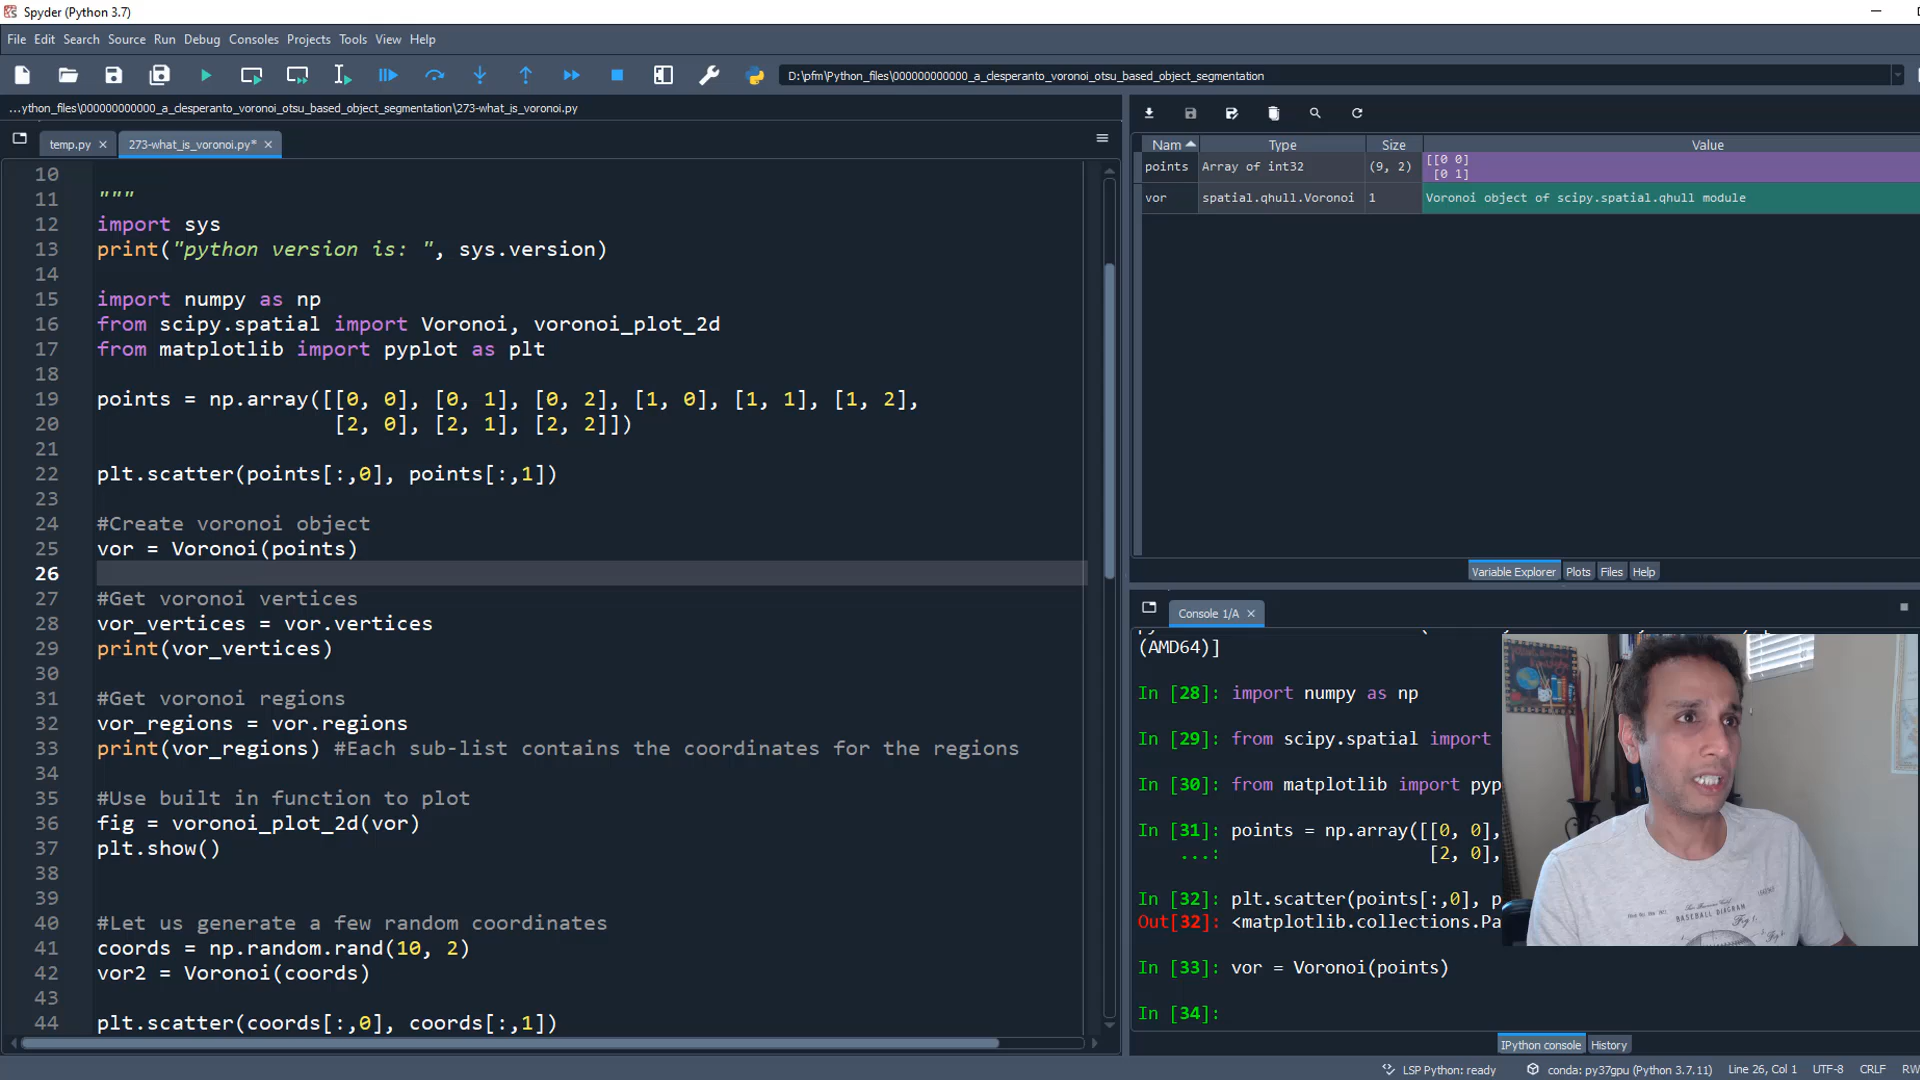 Spyder (Python 3.7)
File Edit Search Source Run Debug Consoles Projects Tools View Help
D:\pfm\Python_files\000000000000_a_clesperanto_voronoi_otsu_based_object_segmentation
...ython_files\000000000000_a_clesperanto_voronoi_otsu_based_object_segmentation\273-what_is_voronoi.py
temp.py
273-what_is_voronoi.py*
10
11 """
12 import sys
13 print("python version is: ", sys.version)
14
15 import numpy as np
16 from scipy.spatial import Voronoi, voronoi_plot_2d
17 from matplotlib import pyplot as plt
18
19 points = np.array([[0, 0], [0, 1], [0, 2], [1, 0], [1, 1], [1, 2],
20 [2, 0], [2, 1], [2, 2]])
21
22 plt.scatter(points[:,0], points[:,1])
23
24 #Create voronoi object
25 vor = Voronoi(points)
26
27 #Get voronoi vertices
28 vor_vertices = vor.vertices
29 print(vor_vertices)
30
31 #Get voronoi regions
32 vor_regions = vor.regions
33 print(vor_regions) #Each sub-list contains the coordinates for the regions
34
35 #Use built in function to plot
36 fig = voronoi_plot_2d(vor)
37 plt.show()
38
39
40 #Let us generate a few random coordinates
41 coords = np.random.rand(10, 2)
42 vor2 = Voronoi(coords)
43
44 plt.scatter(coords[:,0], coords[:,1])
Nam Type Size Value
points Array of int32 (9, 2) [[0 0]
[0 1]
vor spatial.qhull.Voronoi 1 Voronoi object of scipy.spatial.qhull module
Variable Explorer Plots Files Help
Console 1/A
(AMD64)]
In [28]: import numpy as np
In [29]: from scipy.spatial import
In [30]: from matplotlib import pyp
In [31]: points = np.array([[0, 0],
...: [2, 0],
In [32]: plt.scatter(points[:,0], p
Out[32]: <matplotlib.collections.Pa
In [33]: vor = Voronoi(points)
In [34]:
BASEBALL DIAGRAM
Fig 1.
IPython console History
LSP Python: ready conda: py37gpu (Python 3.7.11) Line 26, Col 1 UTF-8 CRLF RW